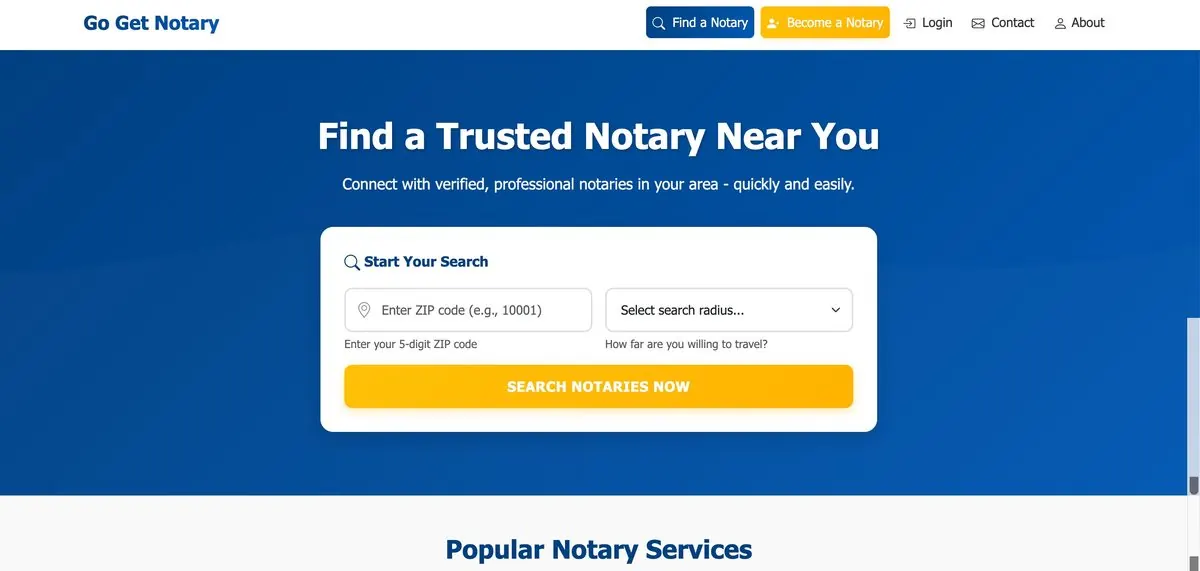 Go Get Notary
Find a Notary
Become a Notary
Login
Contact
About
Find a Trusted Notary Near You
Connect with verified, professional notaries in your area - quickly and easily.
Start Your Search
Enter ZIP code (e.g., 10001)
Select search radius...
Enter your 5-digit ZIP code
How far are you willing to travel?
SEARCH NOTARIES NOW
Popular Notary Services